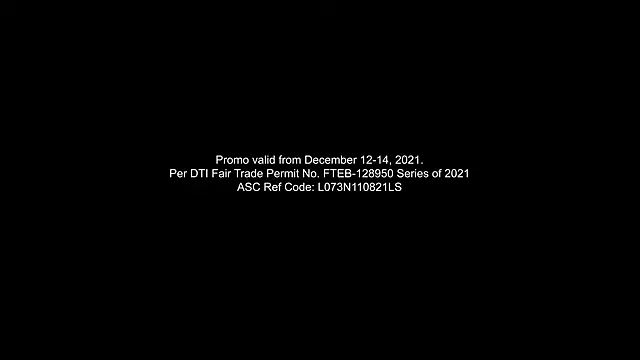 Promo valid from December 12-14, 2021.
Per DTI Fair Trade Permit No. FTEB-128950 Series of 2021
ASC Ref Code: L073N110821LS